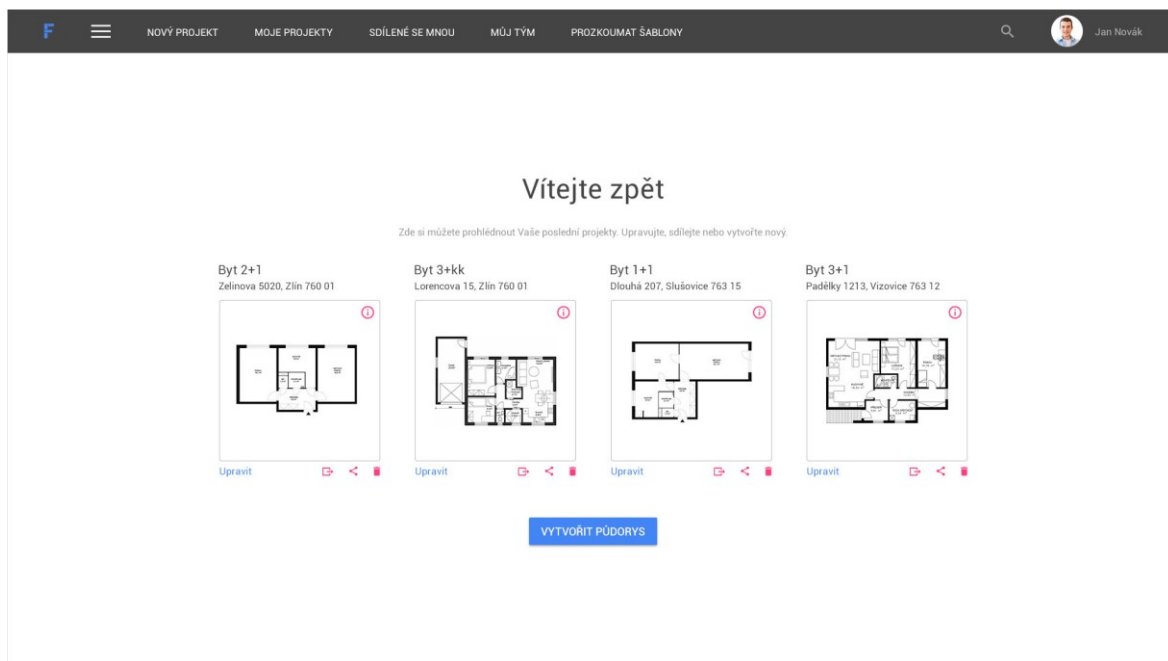 F
NOVÝ PROJEKT MOJE PROJEKTY SDÍLENÉ SE MNOU MŮJ TÝM PROZKOUMAT ŠABLONY Jan Novák
Vítejte zpět
Zde si můžete prohlédnout Vaše poslední projekty. Upravujte, sdílejte nebo vytvořte nový.
Byt 2+1
Zelinova 5020, Zlín 760 01
Upravit
Byt 3+kk
Lorencova 15, Zlín 760 01
Upravit
Byt 1+1
Dlouhá 207, Slušovice 763 15
Upravit
Byt 3+1
Padělky 1213, Vizovice 763 12
Upravit
VYTVOŘIT PŮDORYS